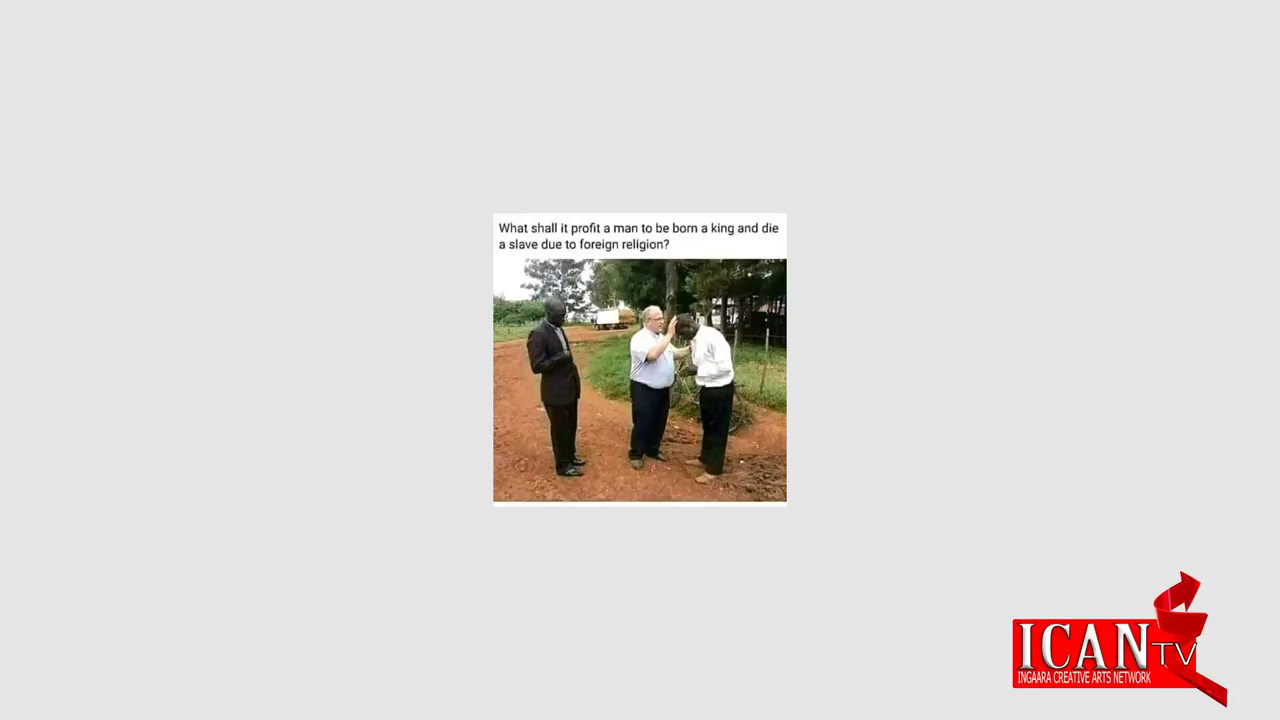 What shall it profit a man to be born a king and die
a slave due to foreign religion?
ICAN TV
INGAARA CREATIVE ARTS NETWORK